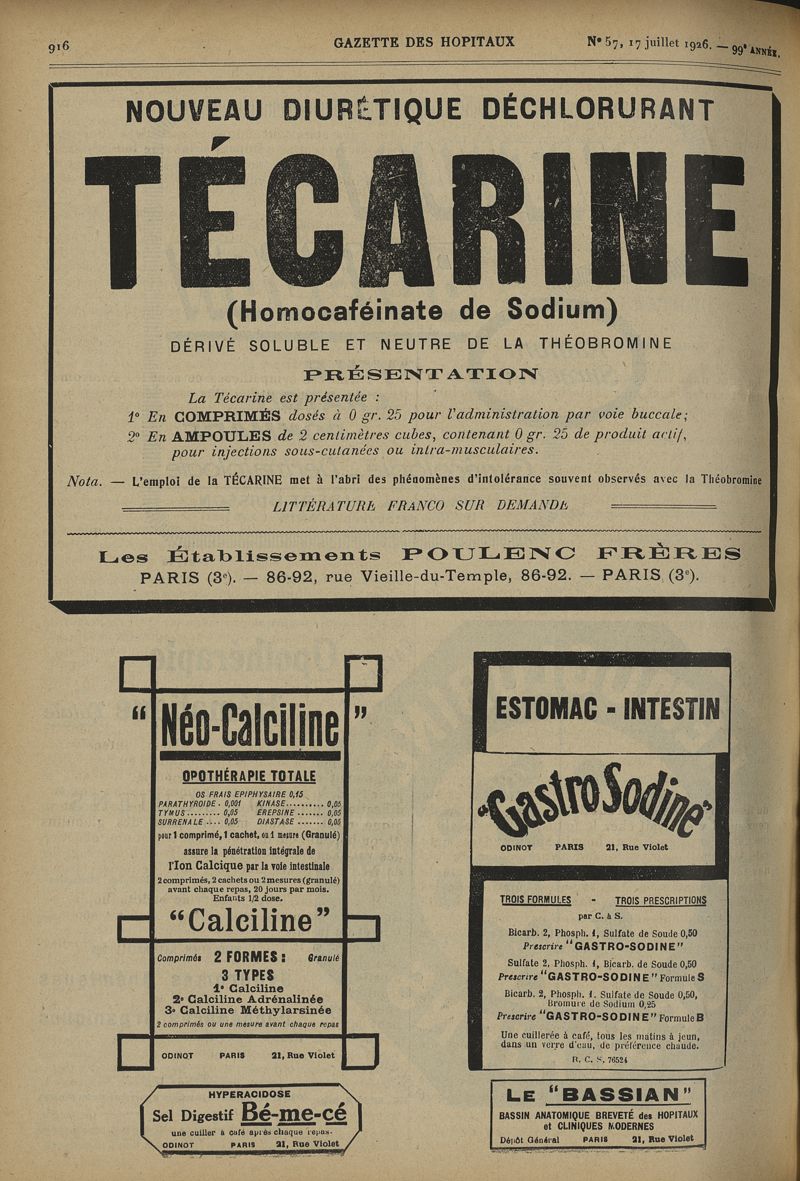 916
GAZETTE DES HOPITAUX
N° 57, 17 juillet 1926. — 99e ANNÉE.
NOUVEAU DIURÉTIQUE DÉCHLORURANT
TÉCARINE
(Homocaféinate de Sodium)
DÉRIVÉ SOLUBLE ET NEUTRE DE LA THÉOBROMINE
PRÉSENTATION
La Técarine est présentée :
1° En COMPRIMÉS dosés à 0 gr. 25 pour l'administration par voie buccale;
2° En AMPOULES de 2 centimètres cubes, contenant 0 gr. 25 de produit actif,
pour injections sous-cutanées ou intra-musculaires.
Nota. — L'emploi de la TÉCARINE met à l'abri des phénomènes d'intolérance souvent observés avec la Théobromine
LITTÉRATURE FRANCO SUR DEMANDE
Les Établissements POULENC FRÈRES
PARIS (3e). — 86-92, rue Vieille-du-Temple, 86-92. — PARIS (3e).
“ Néo-Calciline ”
OPOTHÉRAPIE TOTALE
OS FRAIS EPIPHYSAIRE 0,15
PARATHYROIDE . 0,001 KINASE.......... 0,05
TYMUS......... 0,05 ÉREPSINE ....... 0,05
SURRENALE .... 0,05 DIASTASE ....... 0,05
pour 1 comprimé, 1 cachet, ou 1 mesure (Granulé)
assure la pénétration intégrale de
l'Ion Calcique par la voie intestinale
2 comprimés, 2 cachets ou 2 mesures (granulé)
avant chaque repas, 20 jours par mois.
Enfants 1/2 dose.
“Calciline”
Comprimés 2 FORMES : Granulé
3 TYPES
1° Calciline
2° Calciline Adrénalinée
3° Calciline Méthylarsinée
2 comprimés ou une mesure avant chaque repas
ODINOT PARIS 21, Rue Violet
HYPERACIDOSE
Sel Digestif Bé-me-cé
une cuiller à café après chaque repas.
ODINOT PARIS 21, Rue Violet
ESTOMAC - INTESTIN
“GastroSodine”
ODINOT PARIS 21, Rue Violet
TROIS FORMULES - TROIS PRESCRIPTIONS
par C. à S.
Bicarb. 2, Phosph. 1, Sulfate de Soude 0,50
Prescrire “GASTRO-SODINE”
Sulfate 2, Phosph. 1, Bicarb. de Soude 0,50
Prescrire “GASTRO-SODINE” Formule S
Bicarb. 2, Phosph. 1. Sulfate de Soude 0,50,
Bromure de Sodium 0,25
Prescrire “GASTRO-SODINE” Formule B
Une cuillerée à café, tous les matins à jeun,
dans un verre d'eau, de préférence chaude.
R. C. S. 76524
LE “BASSIAN”
BASSIN ANATOMIQUE BREVETÉ des HOPITAUX
et CLINIQUES MODERNES
Dépôt Général PARIS 21, Rue Violet